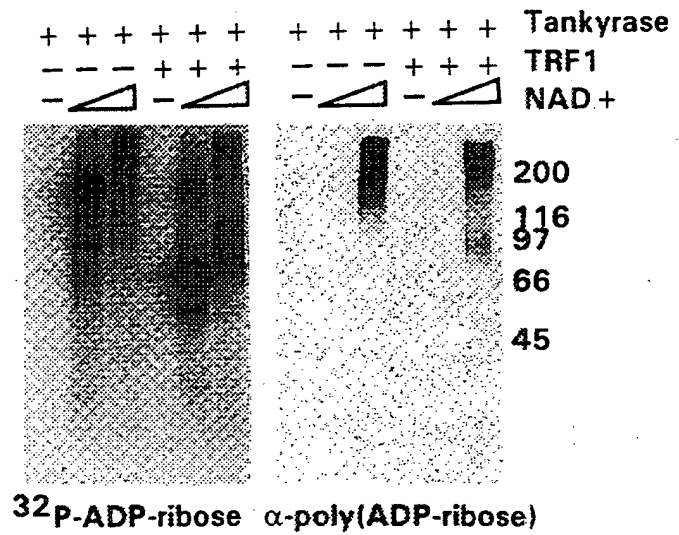 + + + + + + + + + + + + Tankyrase
− − − + + + − − − + + + TRF1
− − − − NAD +
200
116
97
66
45
32P-ADP-ribose α-poly(ADP-ribose)